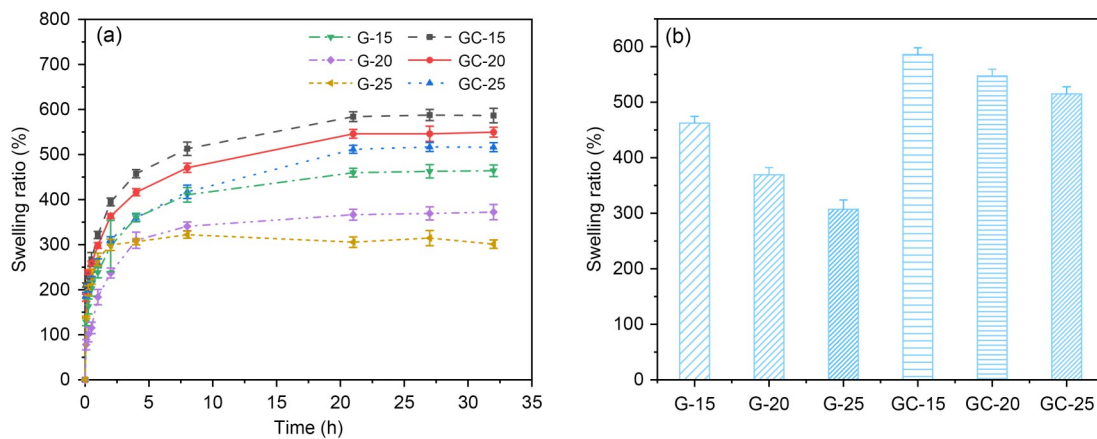 (a)
G-15 GC-15
G-20 GC-20
G-25 GC-25
Swelling ratio (%)
800
700
600
500
400
300
200
100
0
0 5 10 15 20 25 30 35
Time (h)
(b)
Swelling ratio (%)
600
500
400
300
200
100
0
G-15 G-20 G-25 GC-15 GC-20 GC-25